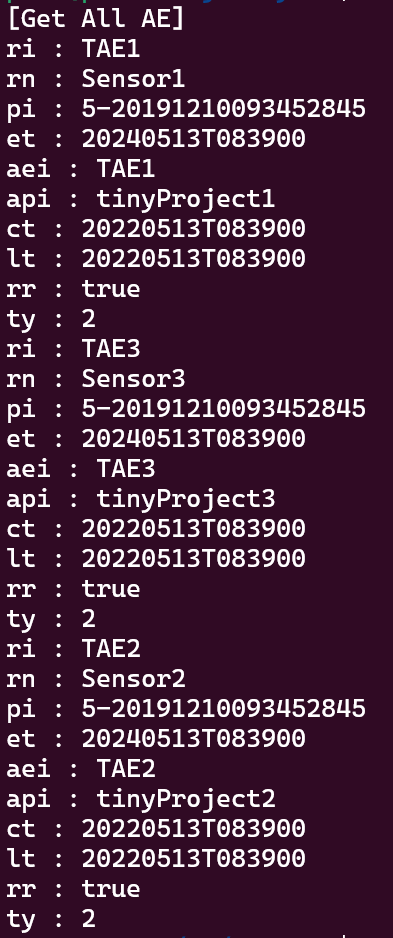 [Get All AE]
ri : TAE1
rn : Sensor1
pi : 5-20191210093452845
et : 20240513T083900
aei : TAE1
api : tinyProject1
ct : 20220513T083900
lt : 20220513T083900
rr : true
ty : 2
ri : TAE3
rn : Sensor3
pi : 5-20191210093452845
et : 20240513T083900
aei : TAE3
api : tinyProject3
ct : 20220513T083900
lt : 20220513T083900
rr : true
ty : 2
ri : TAE2
rn : Sensor2
pi : 5-20191210093452845
et : 20240513T083900
aei : TAE2
api : tinyProject2
ct : 20220513T083900
lt : 20220513T083900
rr : true
ty : 2